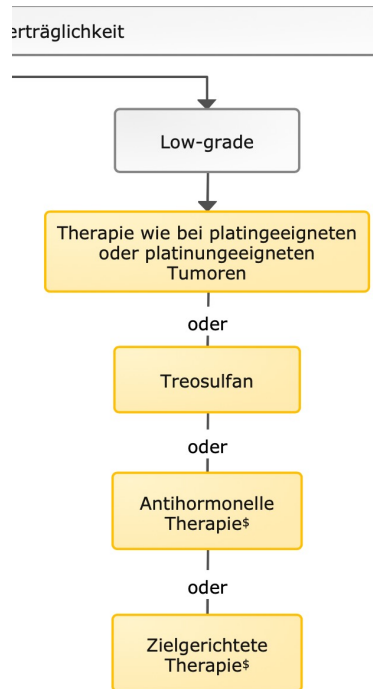 erträglichkeit
Low-grade
Therapie wie bei platingeeigneten
oder platinungeeigneten
Tumoren
oder
Treosulfan
oder
Antihormonelle
Therapie$
oder
Zielgerichtete
Therapie$